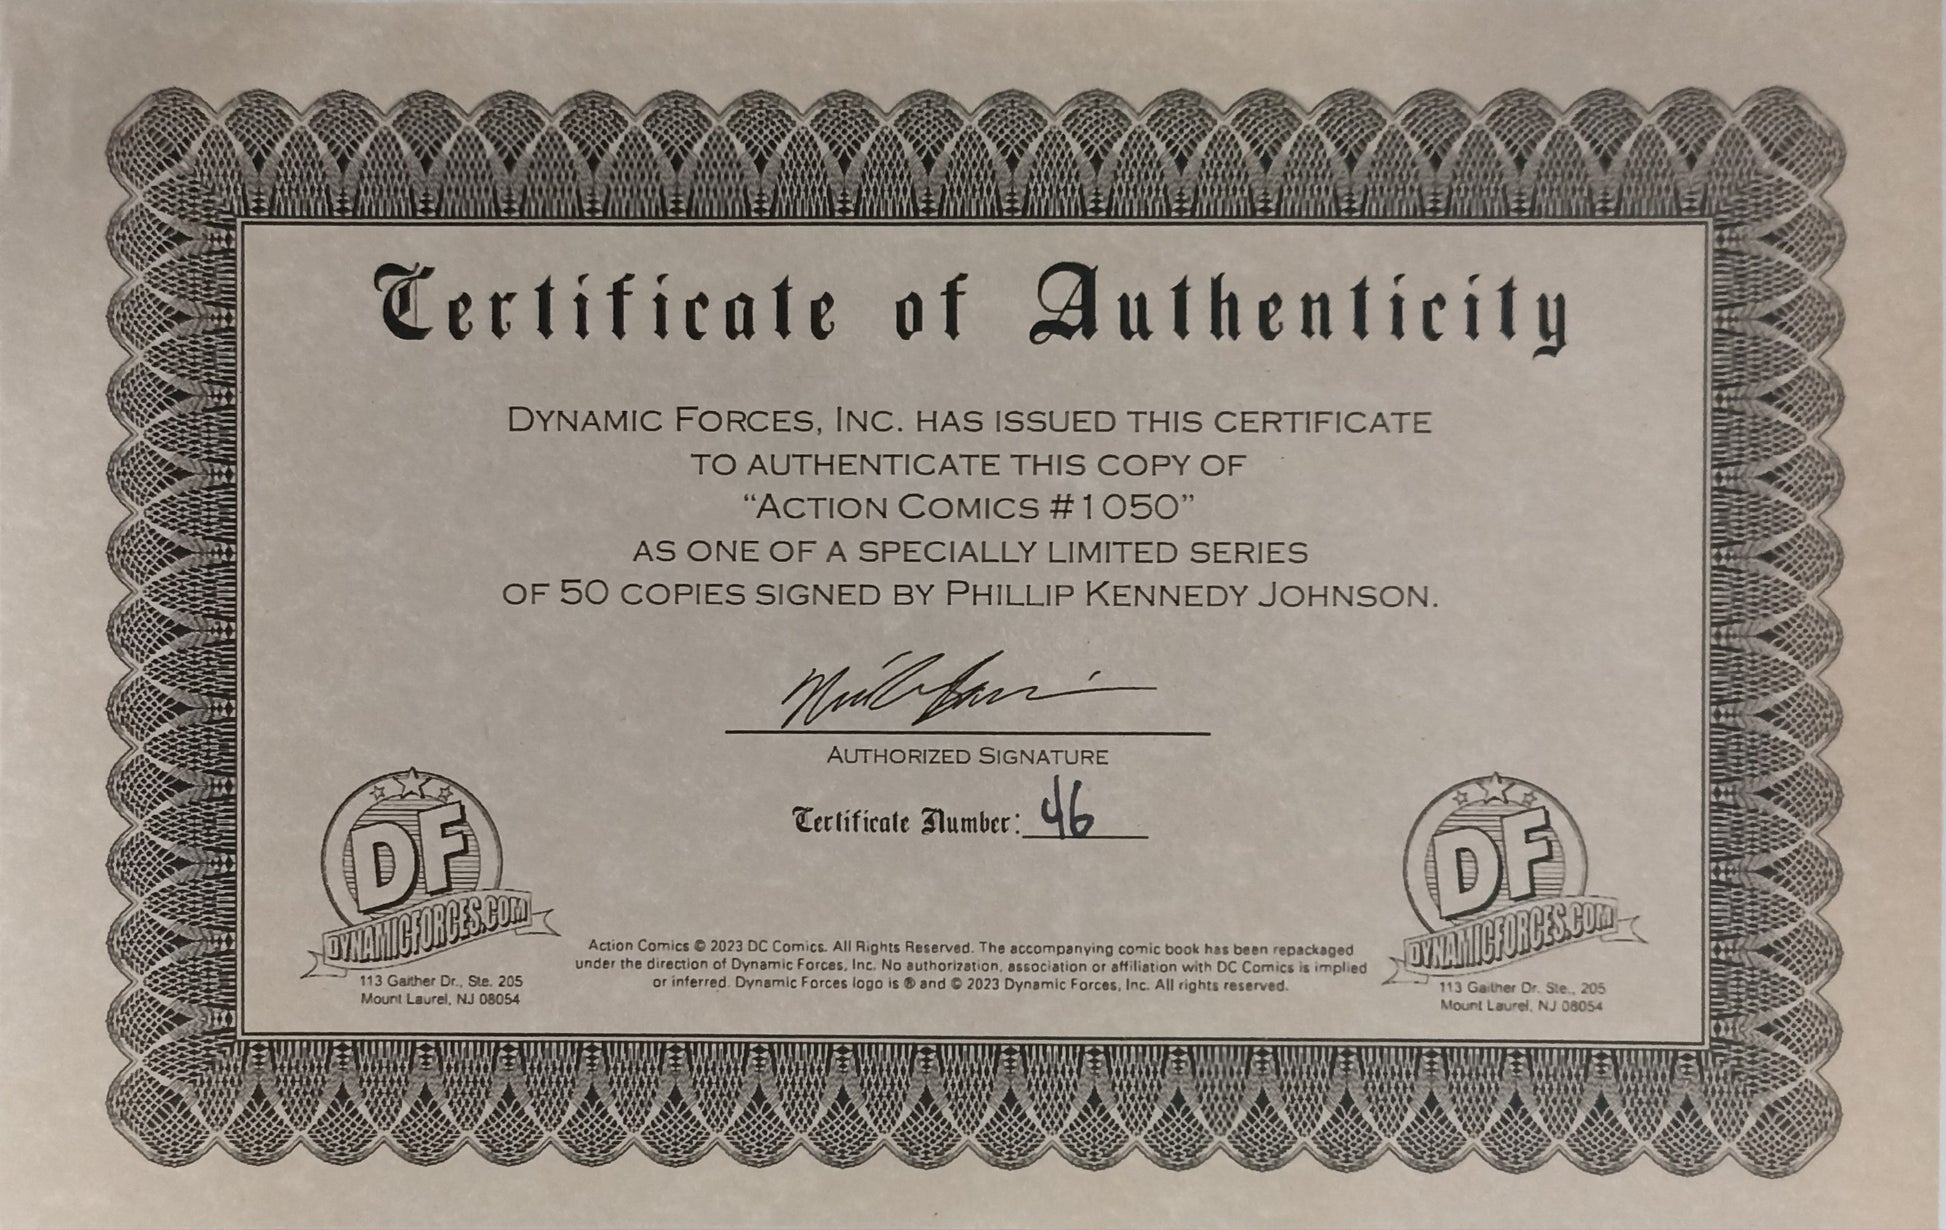 Certificate of Authenticity
DYNAMIC FORCES, INC. HAS ISSUED THIS CERTIFICATE
TO AUTHENTICATE THIS COPY OF
“ACTION COMICS #1050”
AS ONE OF A SPECIALLY LIMITED SERIES
OF 50 COPIES SIGNED BY PHILLIP KENNEDY JOHNSON.
AUTHORIZED SIGNATURE
Certificate Number: 46
DF
DYNAMICFORCES.COM
113 Gaither Dr., Ste. 205
Mount Laurel, NJ 08054
Action Comics © 2023 DC Comics. All Rights Reserved. The accompanying comic book has been repackaged
under the direction of Dynamic Forces, Inc. No authorization, association or affiliation with DC Comics is implied
or inferred. Dynamic Forces logo is ® and © 2023 Dynamic Forces, Inc. All rights reserved.
DF
DYNAMICFORCES.COM
113 Gaither Dr. Ste., 205
Mount Laurel, NJ 08054